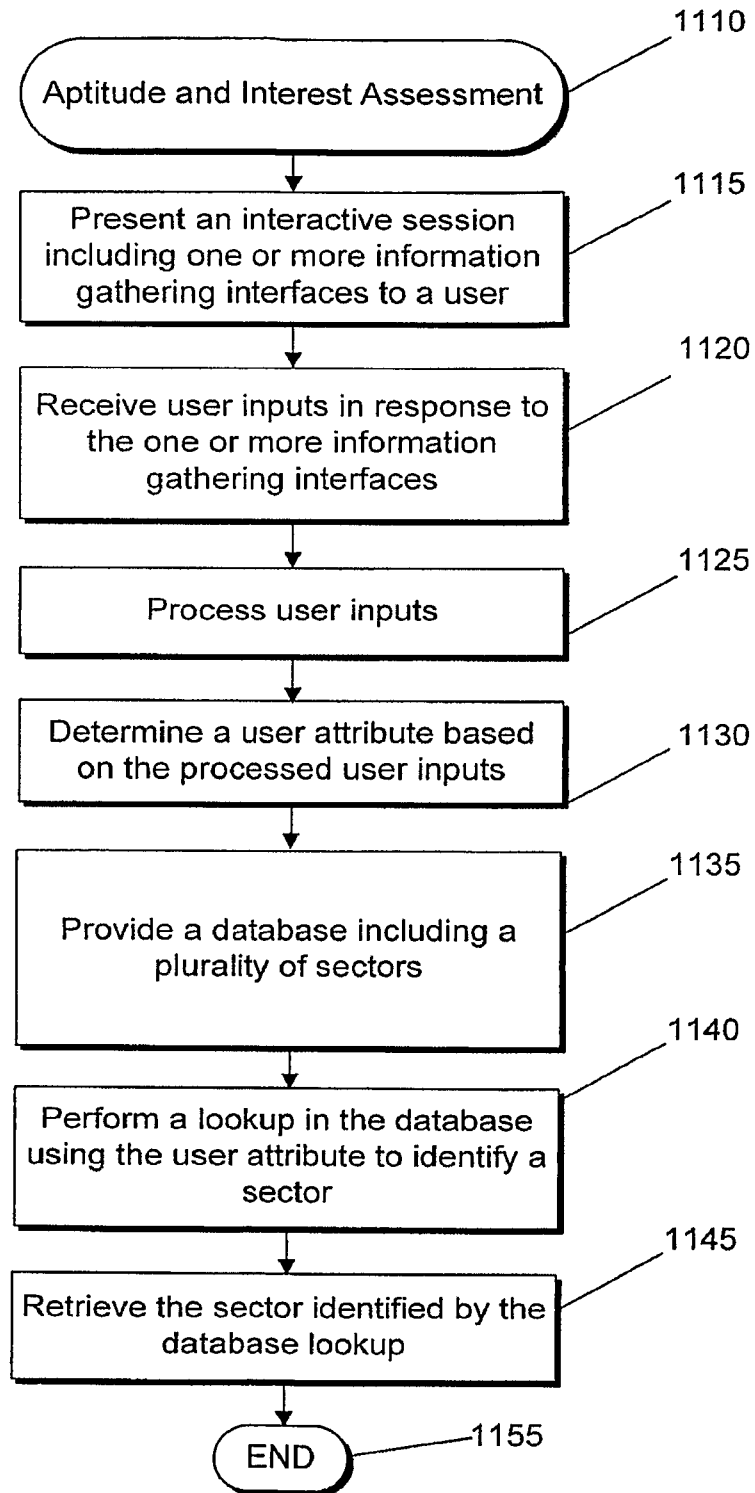 1110
Aptitude and Interest Assessment
1115
Present an interactive session
including one or more information
gathering interfaces to a user
1120
Receive user inputs in response to
the one or more information
gathering interfaces
1125
Process user inputs
1130
Determine a user attribute based
on the processed user inputs
1135
Provide a database including a
plurality of sectors
1140
Perform a lookup in the database
using the user attribute to identify a
sector
1145
Retrieve the sector identified by the
database lookup
1155
END